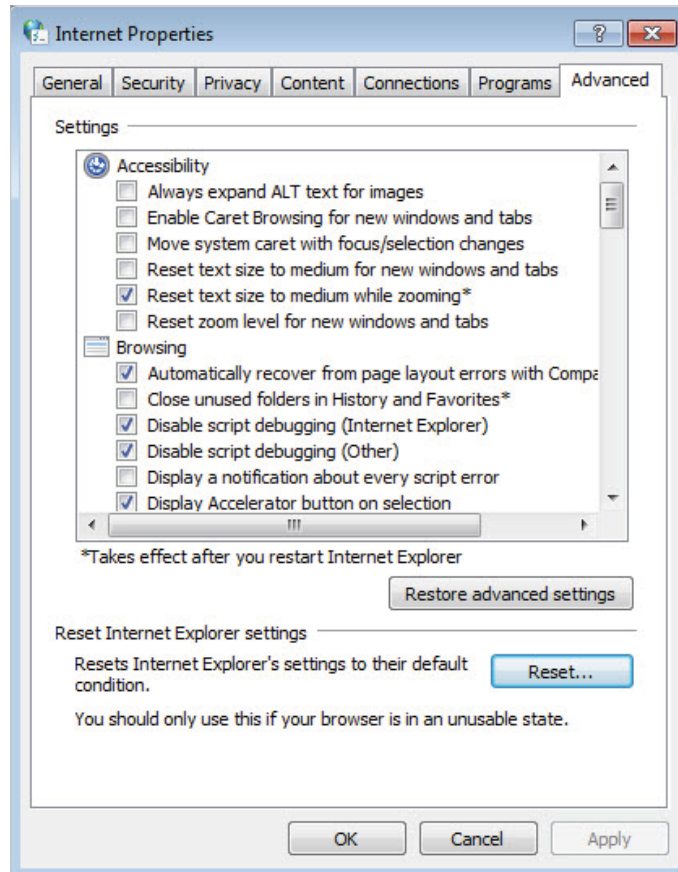 Internet Properties
General Security Privacy Content Connections Programs Advanced
Settings
Accessibility
Always expand ALT text for images
Enable Caret Browsing for new windows and tabs
Move system caret with focus/selection changes
Reset text size to medium for new windows and tabs
Reset text size to medium while zooming*
Reset zoom level for new windows and tabs
Browsing
Automatically recover from page layout errors with Compa
Close unused folders in History and Favorites*
Disable script debugging (Internet Explorer)
Disable script debugging (Other)
Display a notification about every script error
Display Accelerator button on selection
*Takes effect after you restart Internet Explorer
Restore advanced settings
Reset Internet Explorer settings
Resets Internet Explorer's settings to their default
condition.
Reset...
You should only use this if your browser is in an unusable state.
OK Cancel Apply